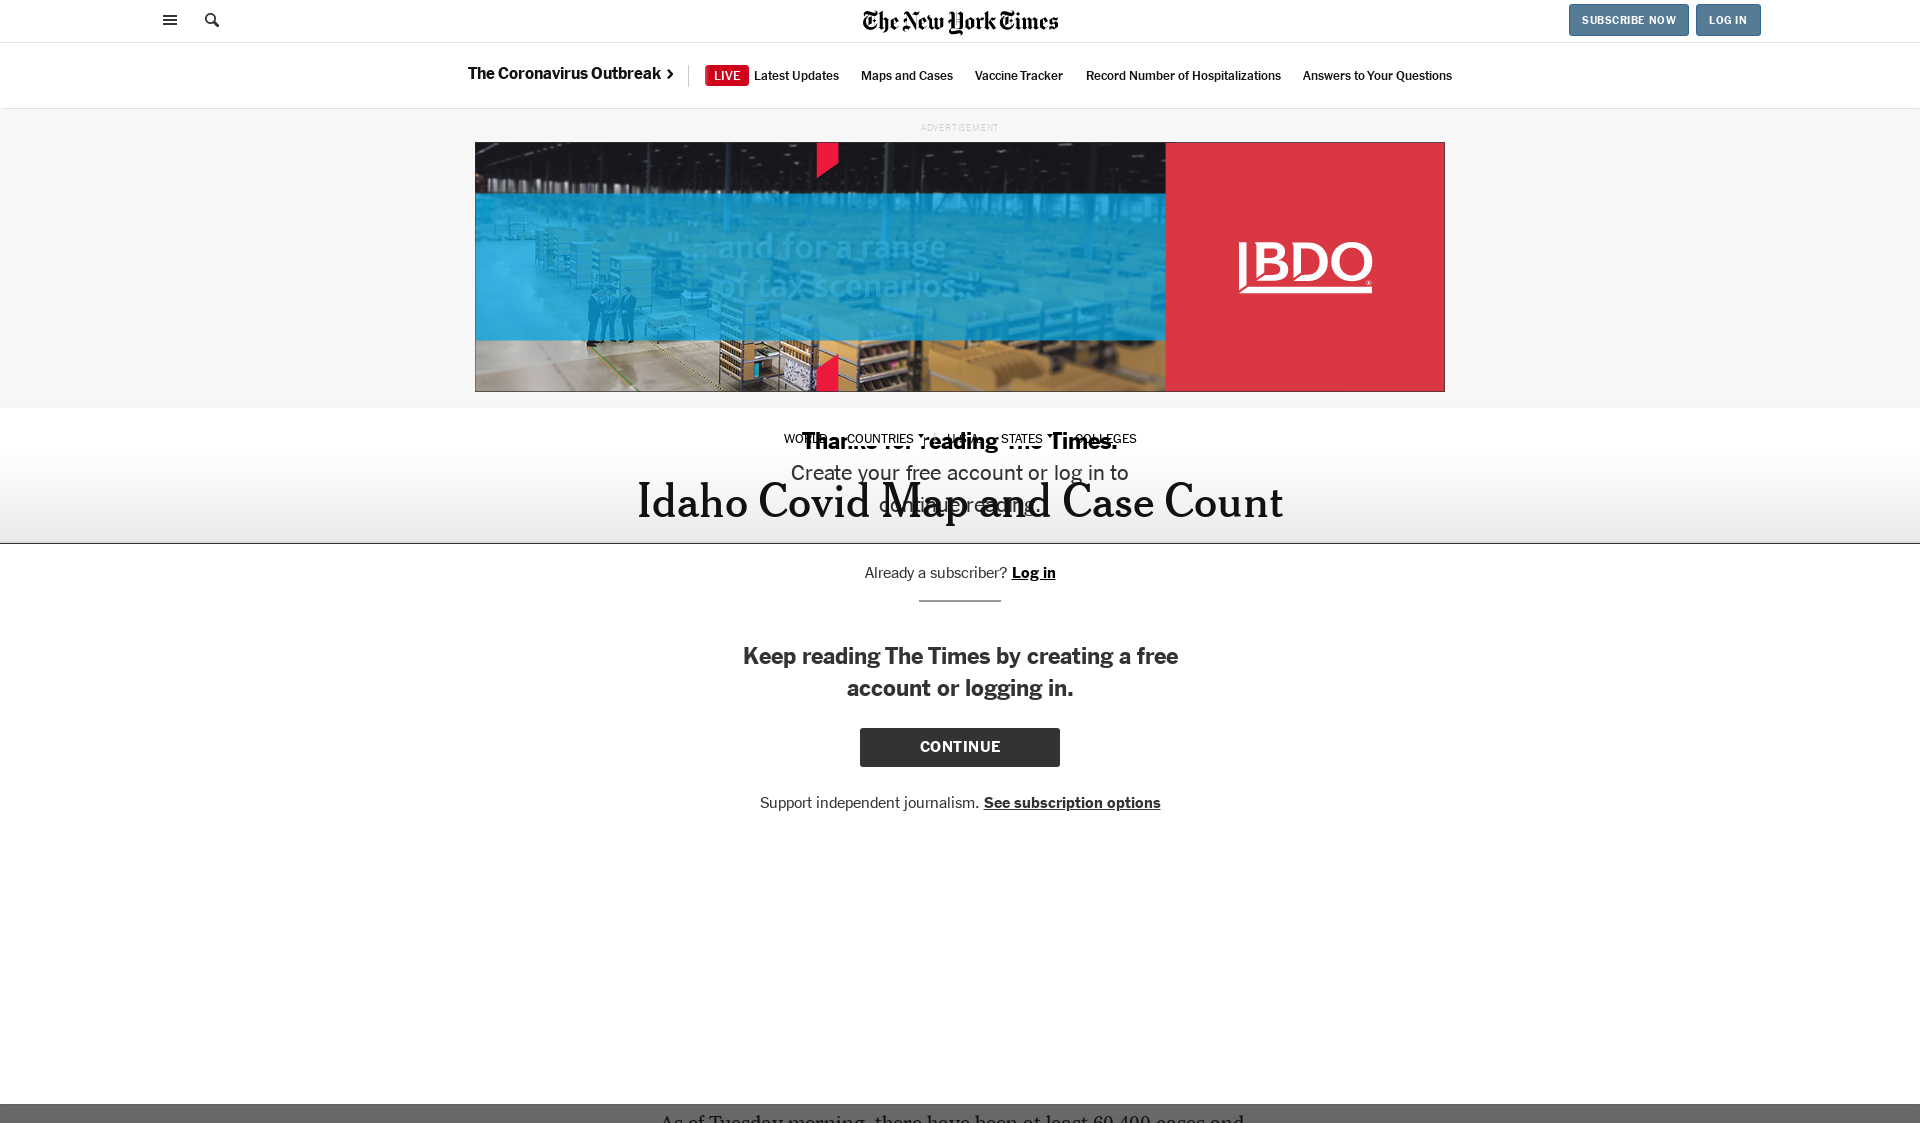 The New York Times
SUBSCRIBE NOW
LOG IN
The Coronavirus Outbreak
LIVE
Latest Updates
Maps and Cases
Vaccine Tracker
Record Number of Hospitalizations
Answers to Your Questions
ADVERTISEMENT
"... and for a range
of tax scenarios."
BDO
WORLD
COUNTRIES
U.S.A.
STATES
COLLEGES
Thanks for reading The Times.
Create your free account or log in to
continue reading.
Idaho Covid Map and Case Count
Already a subscriber? Log in
Keep reading The Times by creating a free
account or logging in.
CONTINUE
Support independent journalism. See subscription options
As of Tuesday morning, there have been at least 60,400 cases and